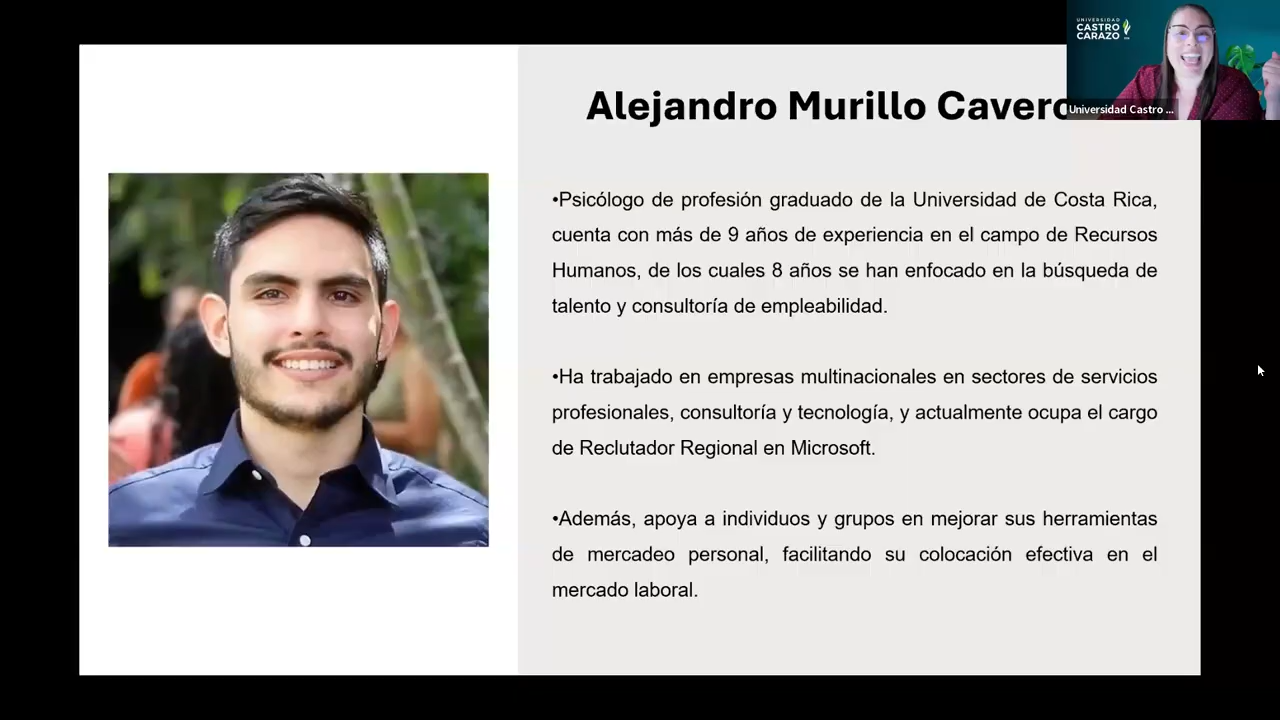 Alejandro Murillo Cavero
UNIVERSIDAD
CASTRO
CARAZO
Universidad Castro ...
•Psicólogo de profesión graduado de la Universidad de Costa Rica,
cuenta con más de 9 años de experiencia en el campo de Recursos
Humanos, de los cuales 8 años se han enfocado en la búsqueda de
talento y consultoría de empleabilidad.
•Ha trabajado en empresas multinacionales en sectores de servicios
profesionales, consultoría y tecnología, y actualmente ocupa el cargo
de Reclutador Regional en Microsoft.
•Además, apoya a individuos y grupos en mejorar sus herramientas
de mercadeo personal, facilitando su colocación efectiva en el
mercado laboral.